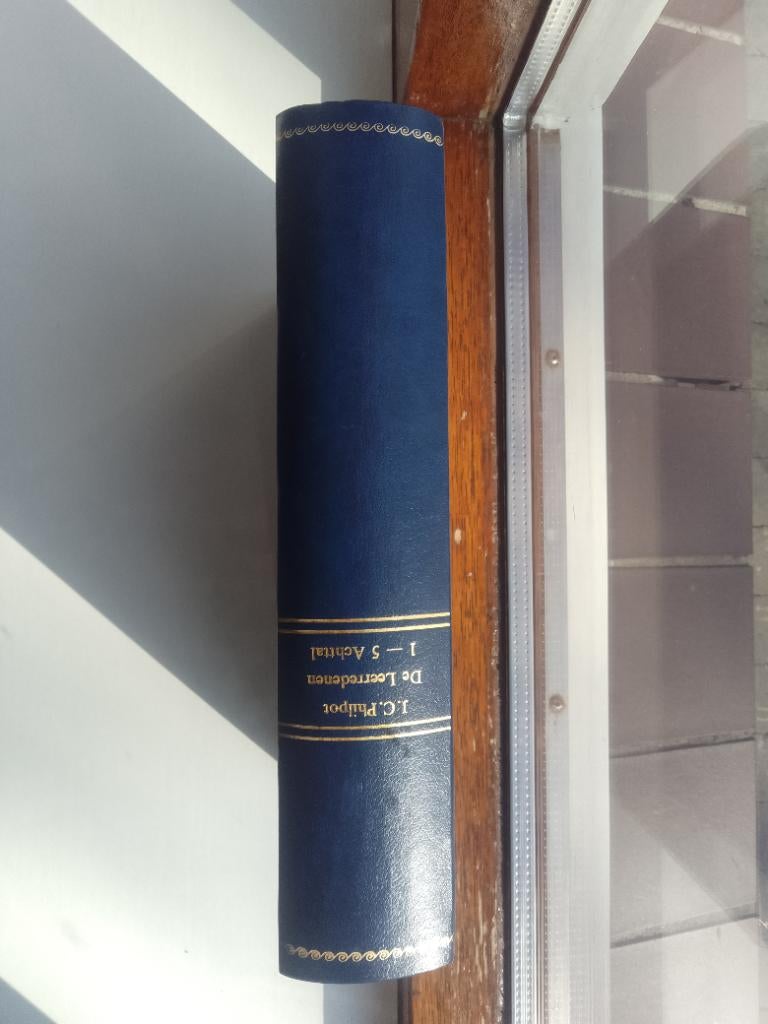 J.C.Philpot
De Leerredenen
1 — 5 Achttal